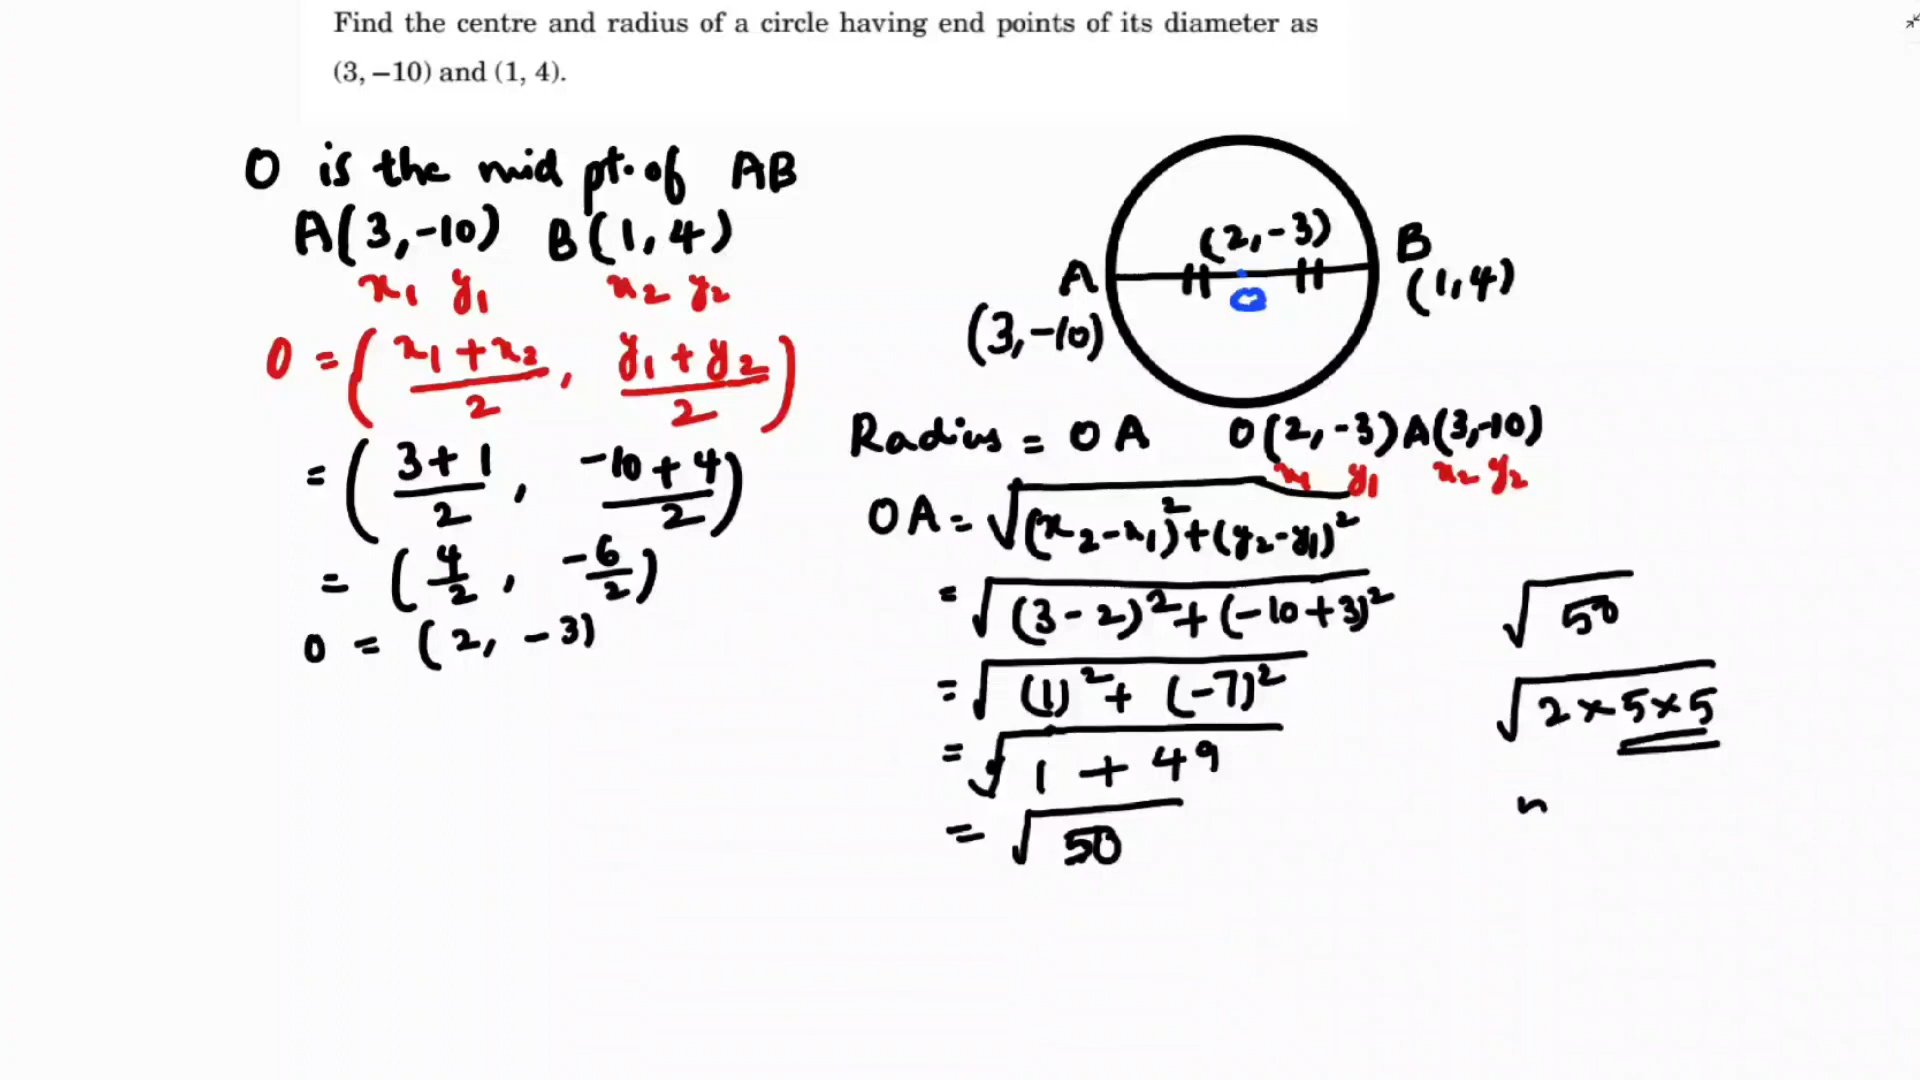 Find the centre and radius of a circle having end points of its diameter as
(3, −10) and (1, 4).
O is the mid pt. of AB
A(3,-10) B(1,4)
x1 y1 x2 y2
O = ( x1+x2/2 , y1+y2/2 )
= ( 3+1/2 , -10+4/2 )
= ( 4/2 , -6/2 )
O = (2, -3)
(2,-3)
A
(3,-10)
O
B
(1,4)
Radius = OA O(2,-3) A(3,-10)
x1 y1 x2 y2
OA = √(x2-x1)²+(y2-y1)²
= √(3-2)²+(-10+3)²
= √(1)²+(-7)²
= √1+49
= √50
√50
√2×5×5